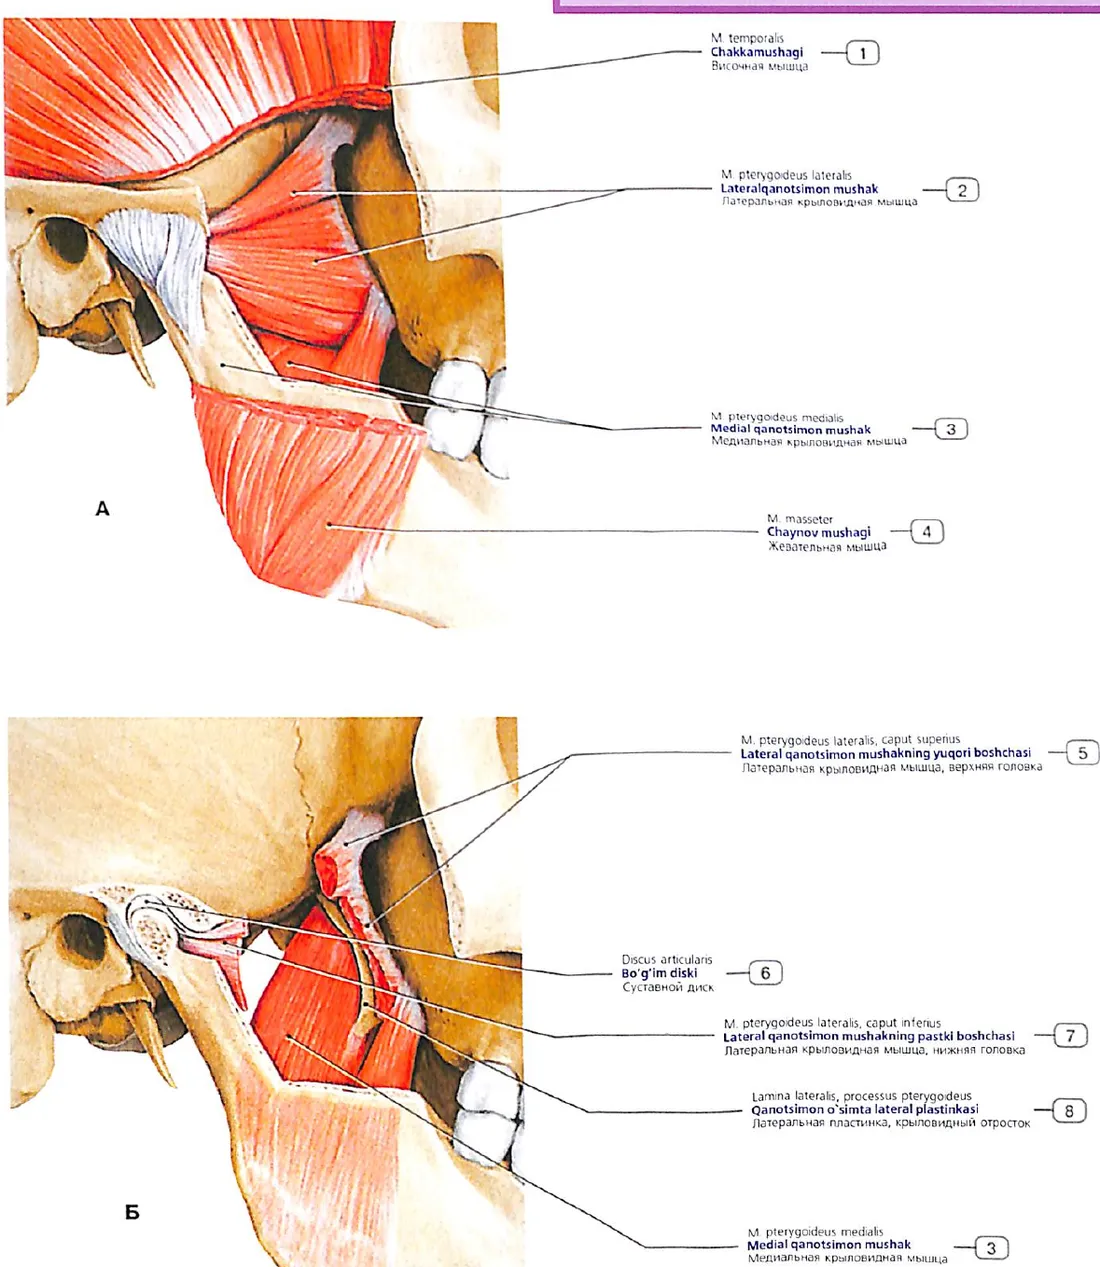 M. temporalis
Chakkamushagi
Височная мышца
1
M. pterygoideus lateralis
Lateralqanotsimon mushak
Латеральная крыловидная мышца
2
M. pterygoideus medialis
Medial qanotsimon mushak
Медиальная крыловидная мышца
3
А
M. masseter
Chaynov mushagi
Жевательная мышца
4
M. pterygoideus lateralis, caput superius
Lateral qanotsimon mushakning yuqori boshchasi
Латеральная крыловидная мышца, верхняя головка
5
Discus articularis
Bo'g'im diski
Суставной диск
6
M. pterygoideus lateralis, caput inferius
Lateral qanotsimon mushakning pastki boshchasi
Латеральная крыловидная мышца, нижняя головка
7
Lamina lateralis, processus pterygoideus
Qanotsimon o`simta lateral plastinkasi
Латеральная пластинка, крыловидный отросток
8
Б
M. pterygoideus medialis
Medial qanotsimon mushak
Медиальная крыловидная мышца
3